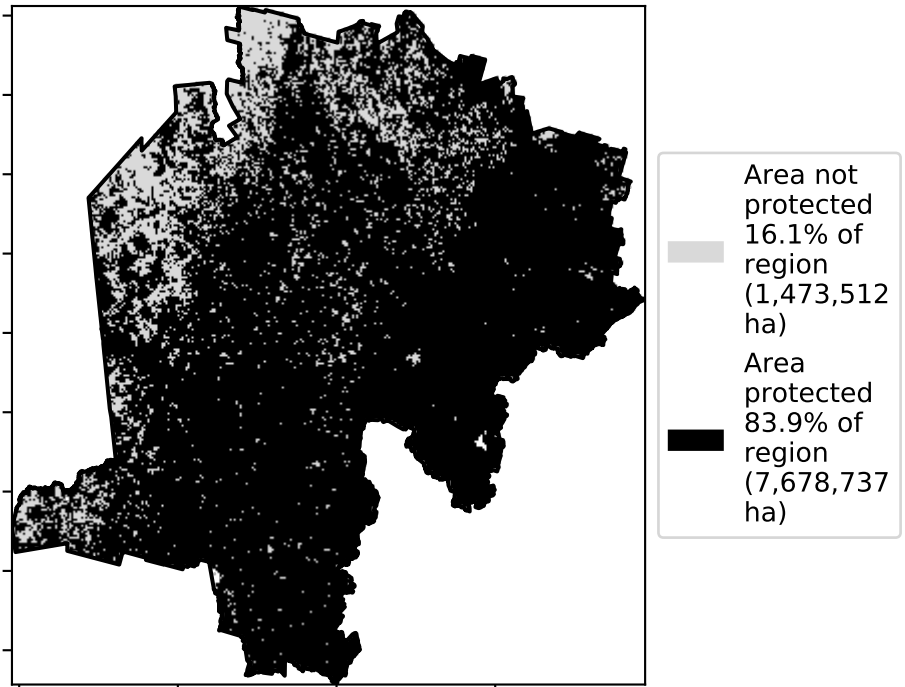 Area not
protected
16.1% of
region
(1,473,512
ha)
Area
protected
83.9% of
region
(7,678,737
ha)